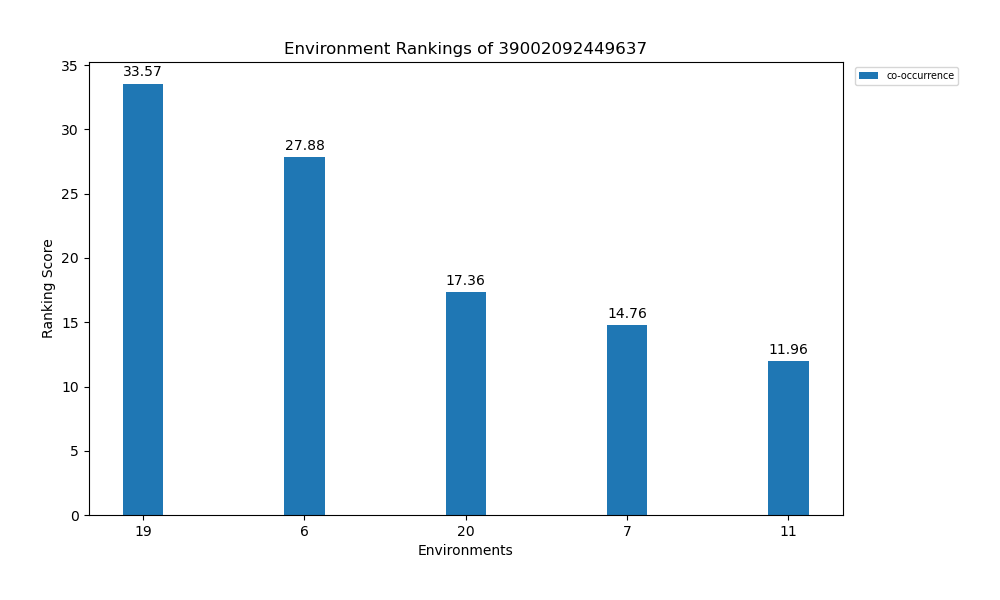 Environment Rankings of 39002092449637
co-occurrence
Ranking Score
35
30
25
20
15
10
5
0
33.57
27.88
17.36
14.76
11.96
19 6 20 7 11
Environments